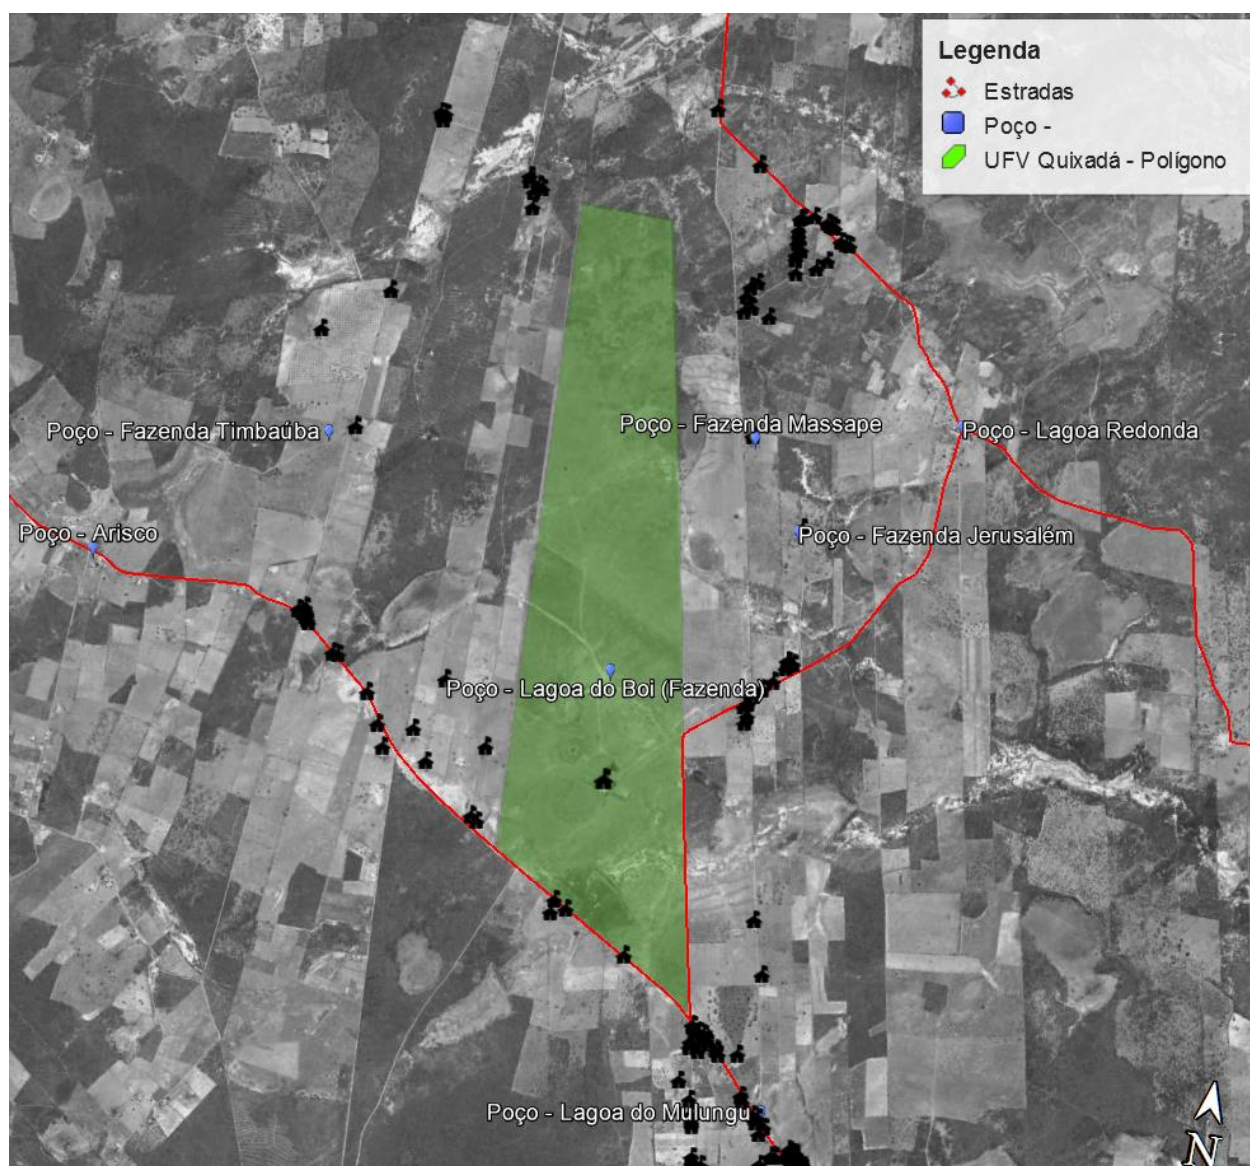 Legenda
Estradas
Poço -
UFV Quixadá - Polígono
Poço - Fazenda Timbaúba
Poço - Fazenda Massape
Poço - Lagoa Redonda
Poço - Arisco
Poço - Fazenda Jerusalém
Poço - Lagoa do Boi (Fazenda)
Poço - Lagoa do Mulungu
N